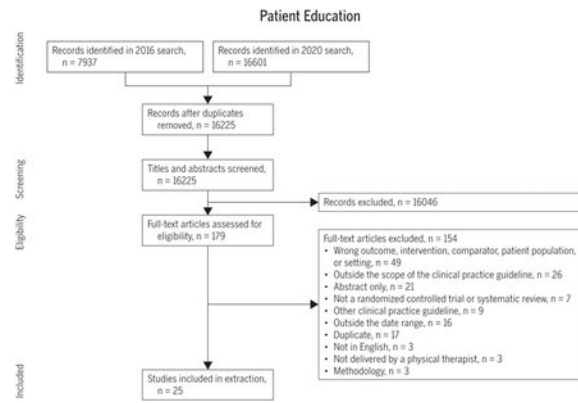 Patient Education
Identification
Records identified in 2016 search,
n = 7937
Records identified in 2020 search,
n = 16601
Records after duplicates
removed, n = 16225
Screening
Titles and abstracts screened,
n = 16225
Records excluded, n = 16046
Eligibility
Full-text articles assessed for
eligibility, n = 179
Full-text articles excluded, n = 154
• Wrong outcome, intervention, comparator, patient population,
or setting, n = 49
• Outside the scope of the clinical practice guideline, n = 26
• Abstract only, n = 21
• Not a randomized controlled trial or systematic review, n = 7
• Other clinical practice guideline, n = 9
• Outside the date range, n = 16
• Duplicate, n = 17
• Not in English, n = 3
• Not delivered by a physical therapist, n = 3
• Methodology, n = 3
Included
Studies included in extraction,
n = 25